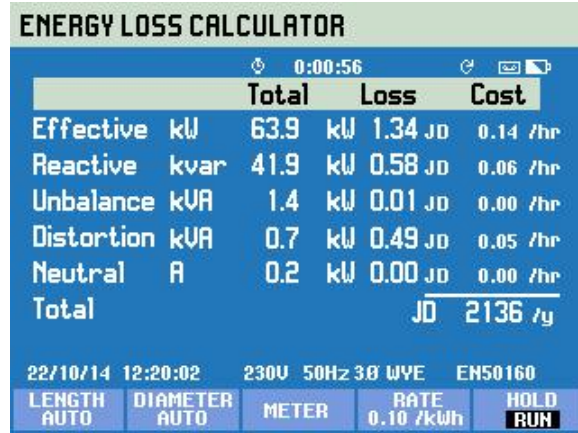 ENERGY LOSS CALCULATOR
0:00:56
Total Loss Cost
Effective kW 63.9 kW 1.34 JD 0.14 /hr
Reactive kvar 41.9 kW 0.58 JD 0.06 /hr
Unbalance kVA 1.4 kW 0.01 JD 0.00 /hr
Distortion kVA 0.7 kW 0.49 JD 0.05 /hr
Neutral A 0.2 kW 0.00 JD 0.00 /hr
Total JD 2136 /y
22/10/14 12:20:02 230V 50Hz 3Ø WYE EN50160
LENGTH DIAMETER METER RATE HOLD
AUTO AUTO 0.10 /kWh RUN